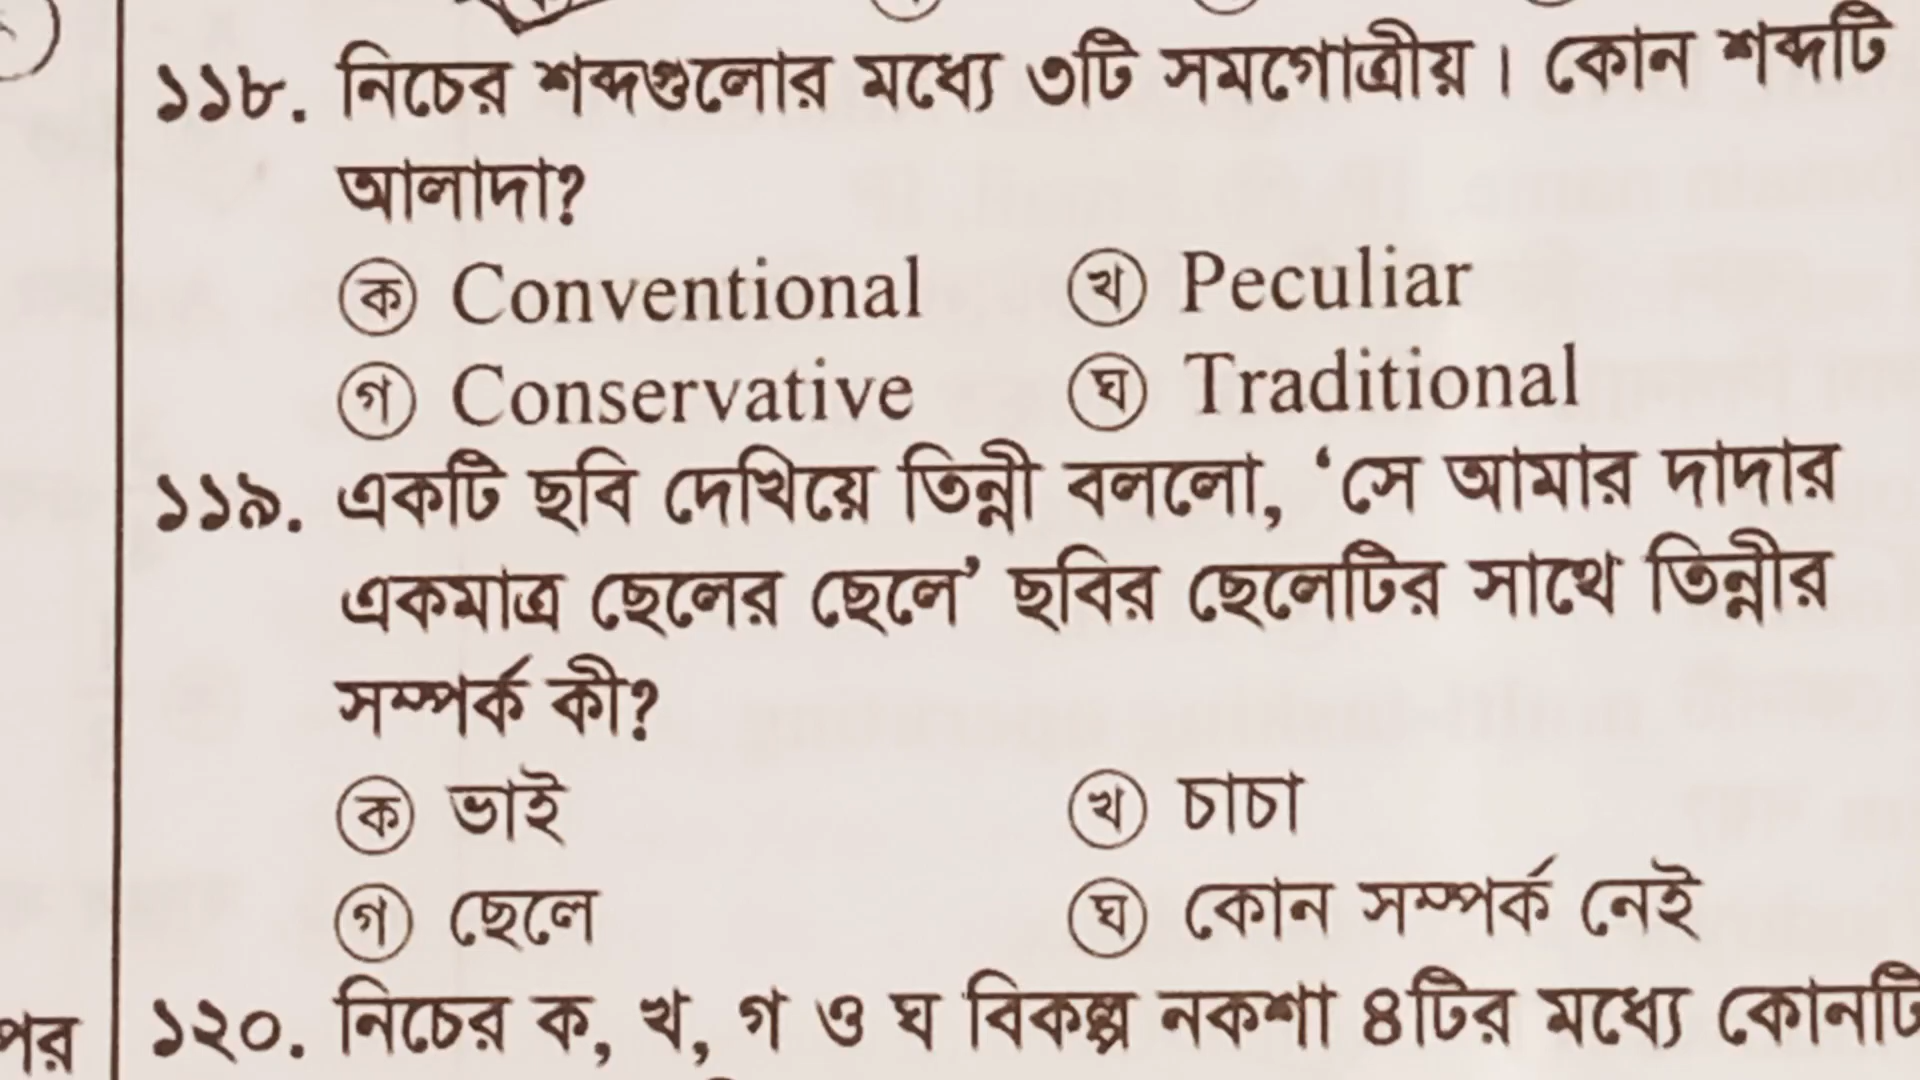 ১১৮. নিচের শব্দগুলোর মধ্যে ৩টি সমগোত্রীয়। কোন শব্দটি
আলাদা?
ক Conventional খ Peculiar
গ Conservative ঘ Traditional
১১৯. একটি ছবি দেখিয়ে তিন্নী বললো, ‘সে আমার দাদার
একমাত্র ছেলের ছেলে’ ছবির ছেলেটির সাথে তিন্নীর
সম্পর্ক কী?
ক ভাই খ চাচা
গ ছেলে ঘ কোন সম্পর্ক নেই
পর
১২০. নিচের ক, খ, গ ও ঘ বিকল্প নকশা ৪টির মধ্যে কোনটি